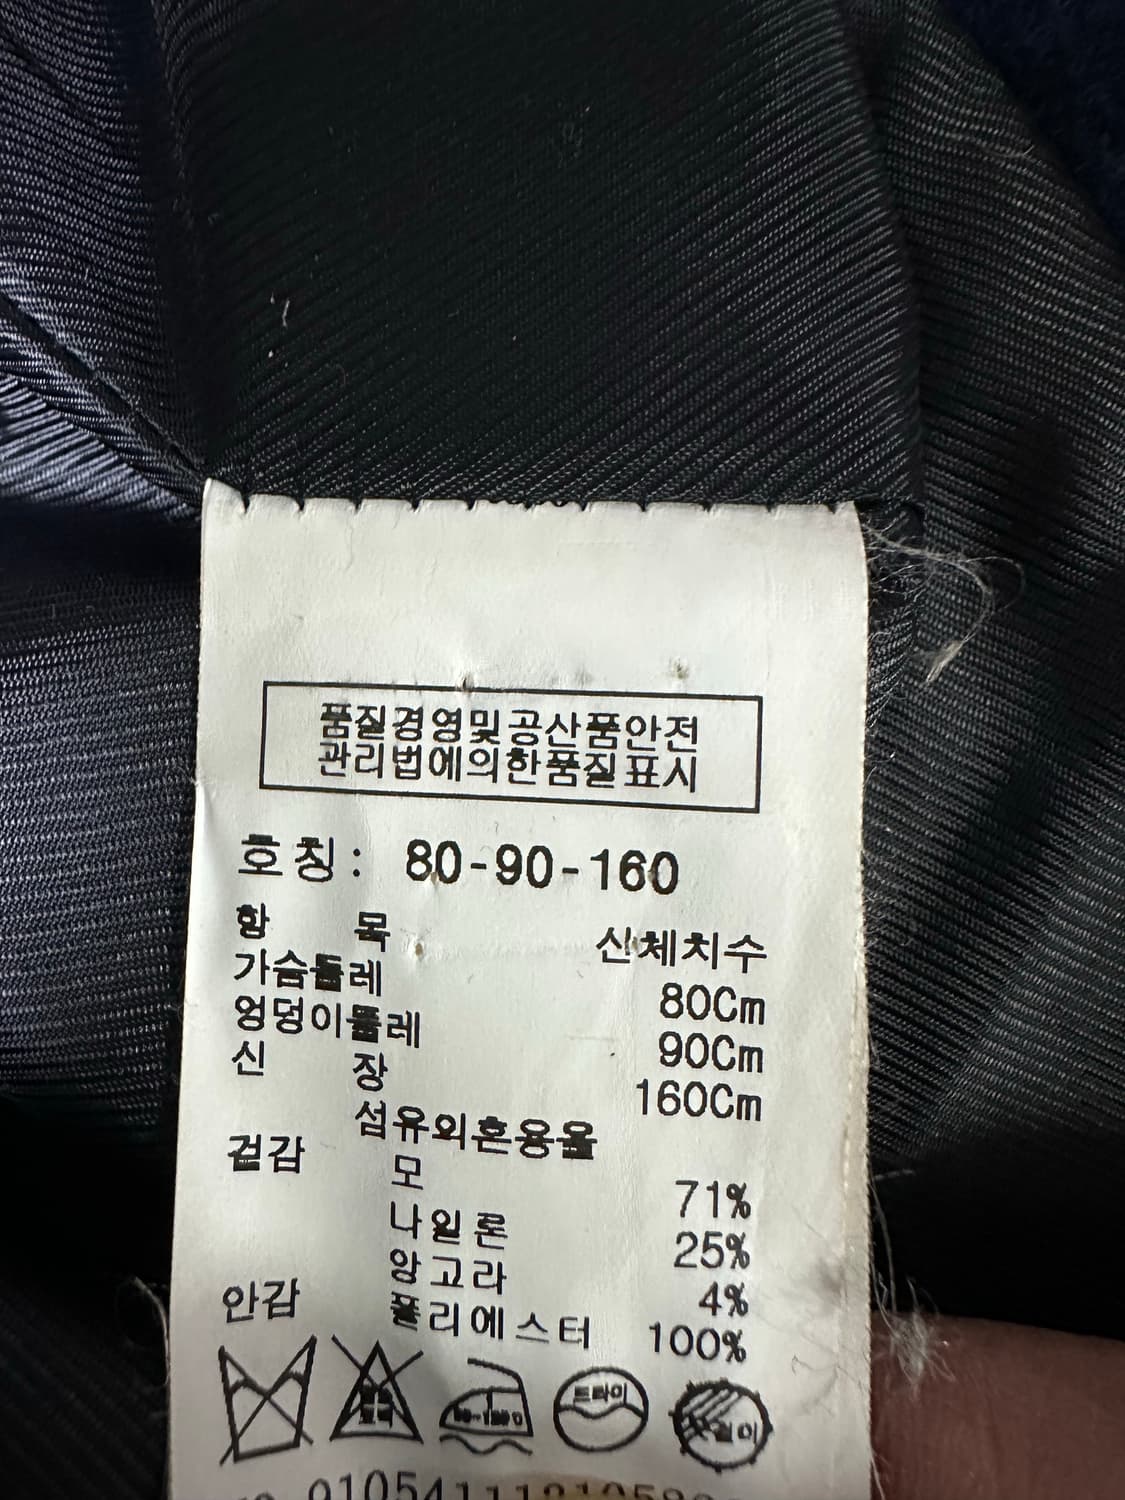 품질경영및공산품안전
관리법에의한품질표시
호칭: 80-90-160
항 목 신체치수
가슴둘레 80Cm
엉덩이둘레 90Cm
신 장 160Cm
섬유의혼용율
겉감 모 71%
나일론 25%
앙고라 4%
안감 폴리에스터 100%
드라이 옷걸이